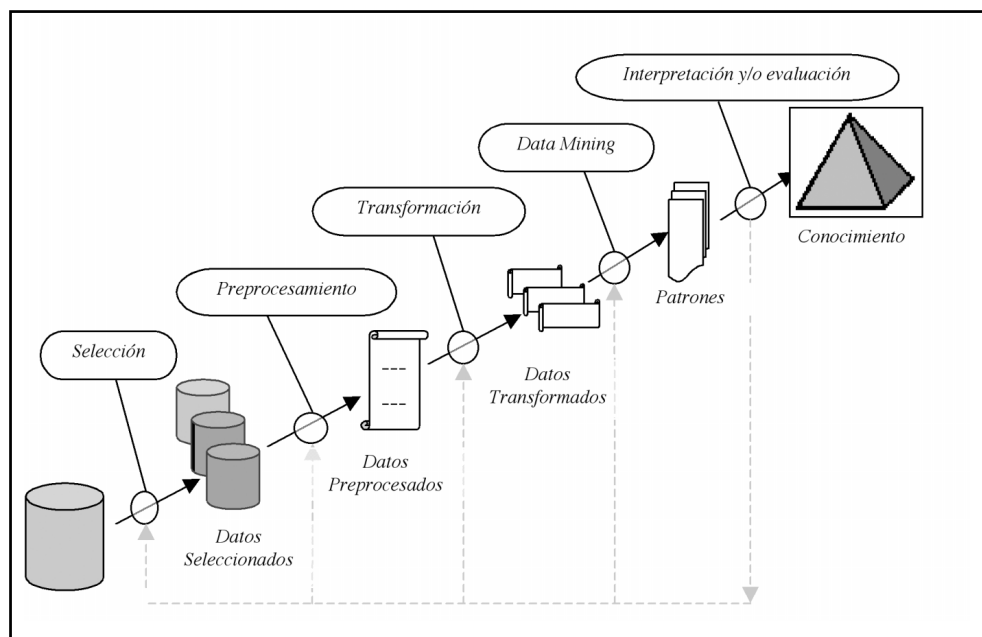 Interpretación y/o evaluación
Data Mining
Transformación
Preprocesamiento
Selección
Conocimiento
Patrones
Datos
Transformados
Datos
Preprocesados
Datos
Seleccionados